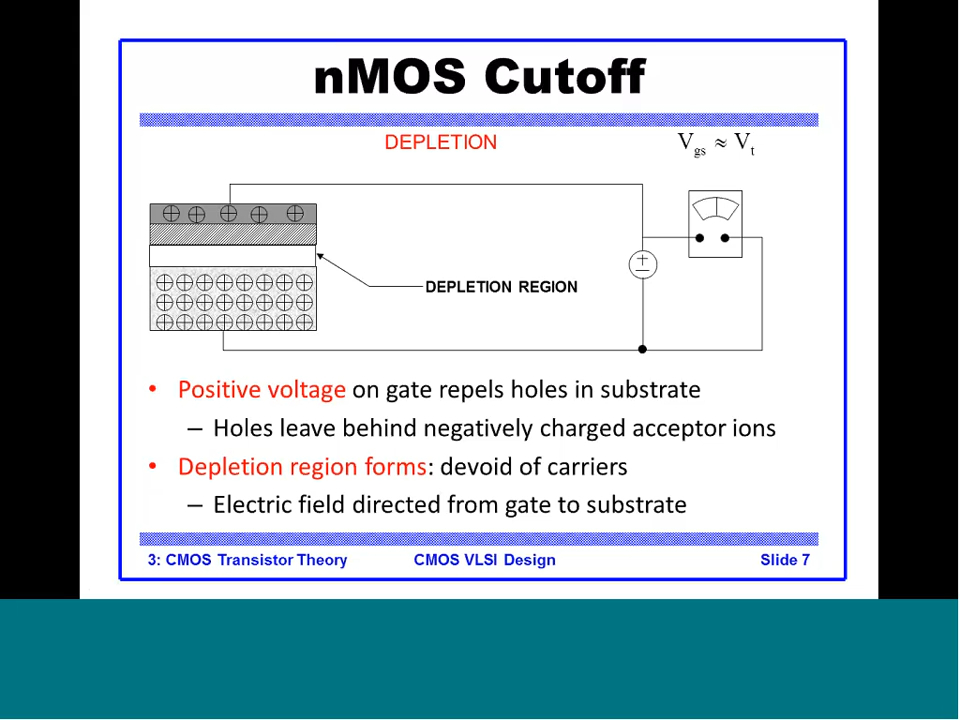 nMOS Cutoff
DEPLETION
Vgs ≈ Vt
DEPLETION REGION
• Positive voltage on gate repels holes in substrate
– Holes leave behind negatively charged acceptor ions
• Depletion region forms: devoid of carriers
– Electric field directed from gate to substrate
3: CMOS Transistor Theory CMOS VLSI Design Slide 7